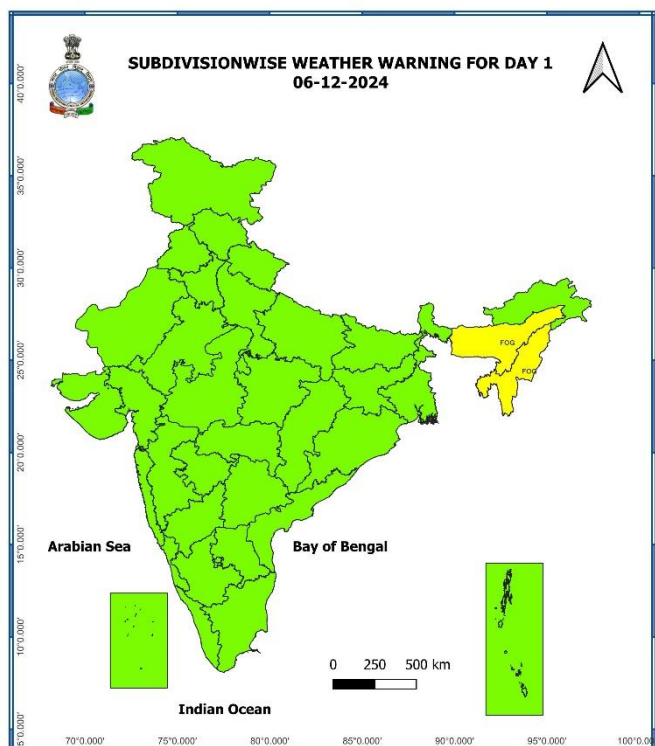 SUBDIVISIONWISE WEATHER WARNING FOR DAY 1
06-12-2024
40°0.000'
35°0.000'
30°0.000'
25°0.000'
20°0.000'
15°0.000'
10°0.000'
5°0.000'
FOG
FOG
Arabian Sea
Bay of Bengal
0 250 500 km
Indian Ocean
70°0.000' 75°0.000' 80°0.000' 85°0.000' 90°0.000' 95°0.000' 100°0.000'